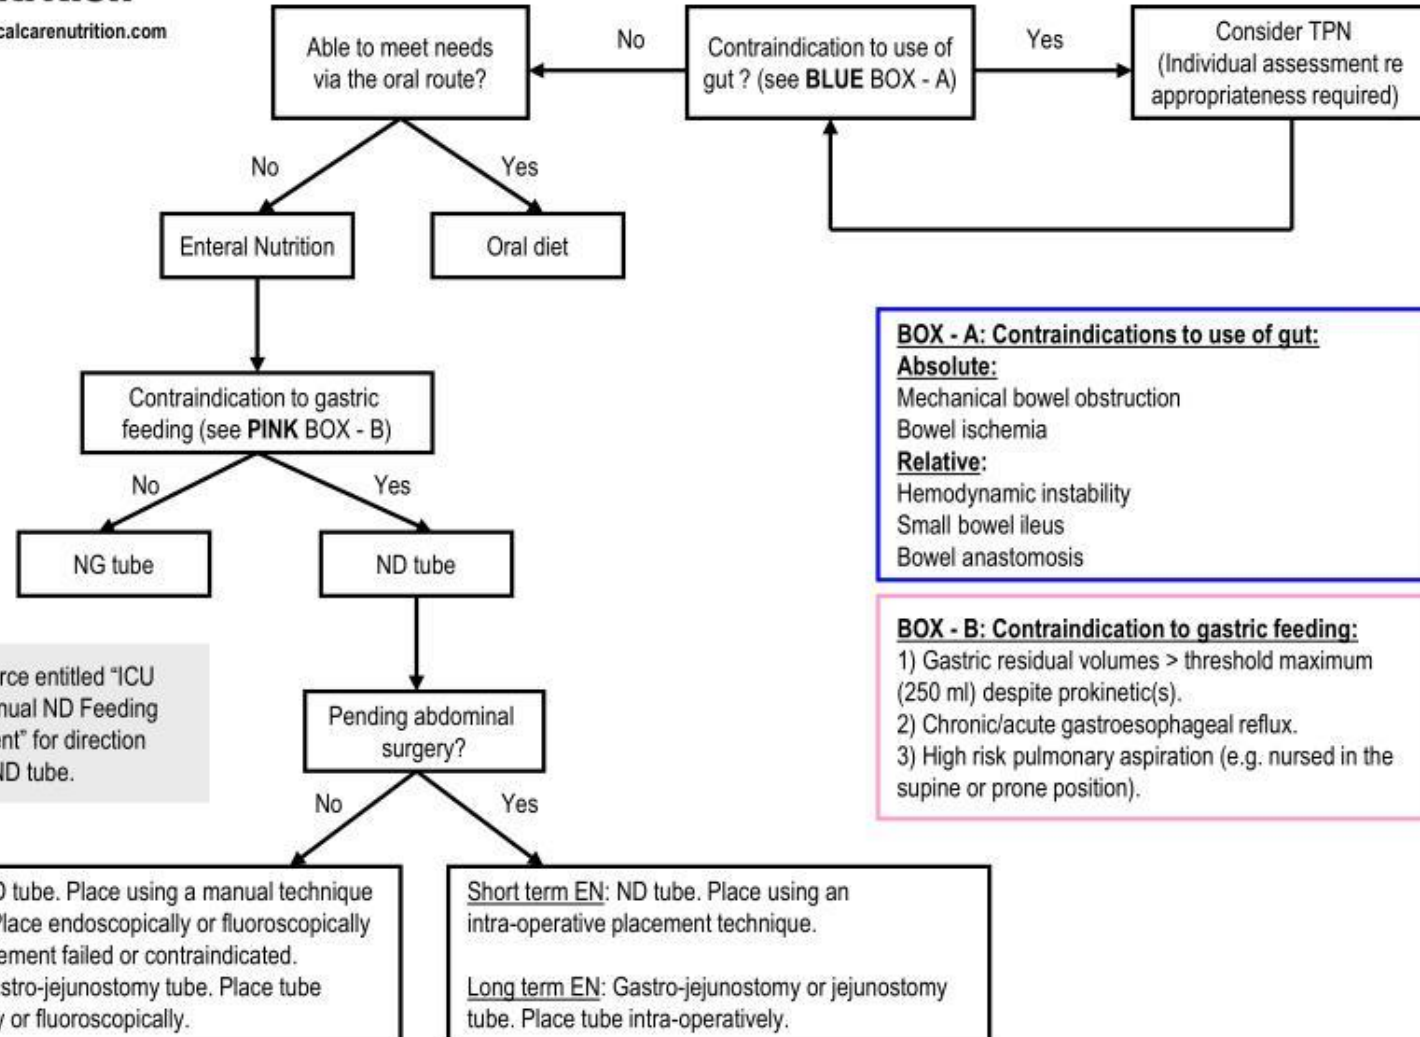 calcarenutrition.com
Able to meet needs
via the oral route?
No
Contraindication to use of
gut ? (see BLUE BOX - A)
Yes
Consider TPN
(Individual assessment re
appropriateness required)
No
Yes
Enteral Nutrition
Oral diet
Contraindication to gastric
feeding (see PINK BOX - B)
No
Yes
NG tube
ND tube
BOX - A: Contraindications to use of gut:
Absolute:
Mechanical bowel obstruction
Bowel ischemia
Relative:
Hemodynamic instability
Small bowel ileus
Bowel anastomosis
BOX - B: Contraindication to gastric feeding:
1) Gastric residual volumes > threshold maximum
(250 ml) despite prokinetic(s).
2) Chronic/acute gastroesophageal reflux.
3) High risk pulmonary aspiration (e.g. nursed in the
supine or prone position).
rce entitled “ICU
nual ND Feeding
ent” for direction
ND tube.
Pending abdominal
surgery?
No
Yes
D tube. Place using a manual technique
Place endoscopically or fluoroscopically
ement failed or contraindicated.
stro-jejunostomy tube. Place tube
y or fluoroscopically.
Short term EN: ND tube. Place using an
intra-operative placement technique.
Long term EN: Gastro-jejunostomy or jejunostomy
tube. Place tube intra-operatively.